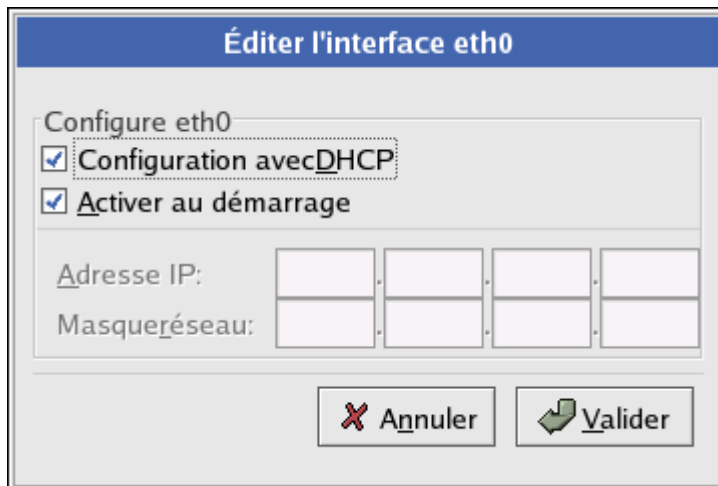 Éditer l'interface eth0
Configure eth0
Configuration avecDHCP
Activer au démarrage
Adresse IP: . . .
Masqueréseau: . . .
Annuler Valider